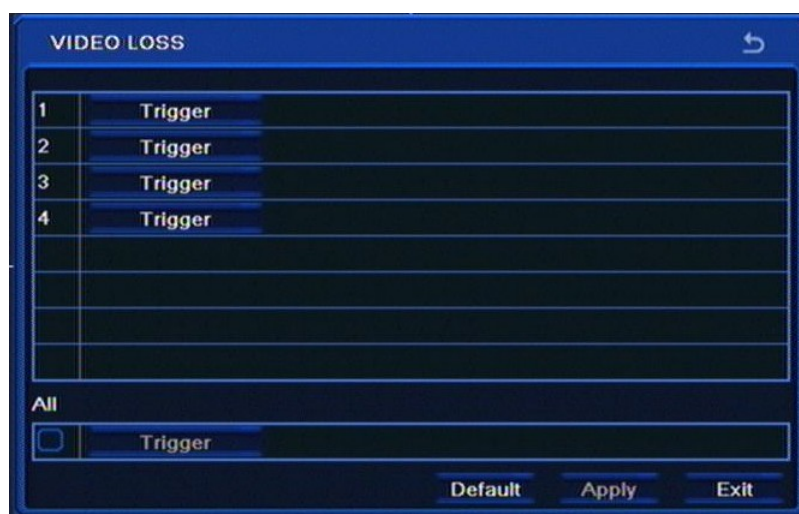 VIDEO LOSS
1 Trigger
2 Trigger
3 Trigger
4 Trigger
All
Trigger
Default Apply Exit